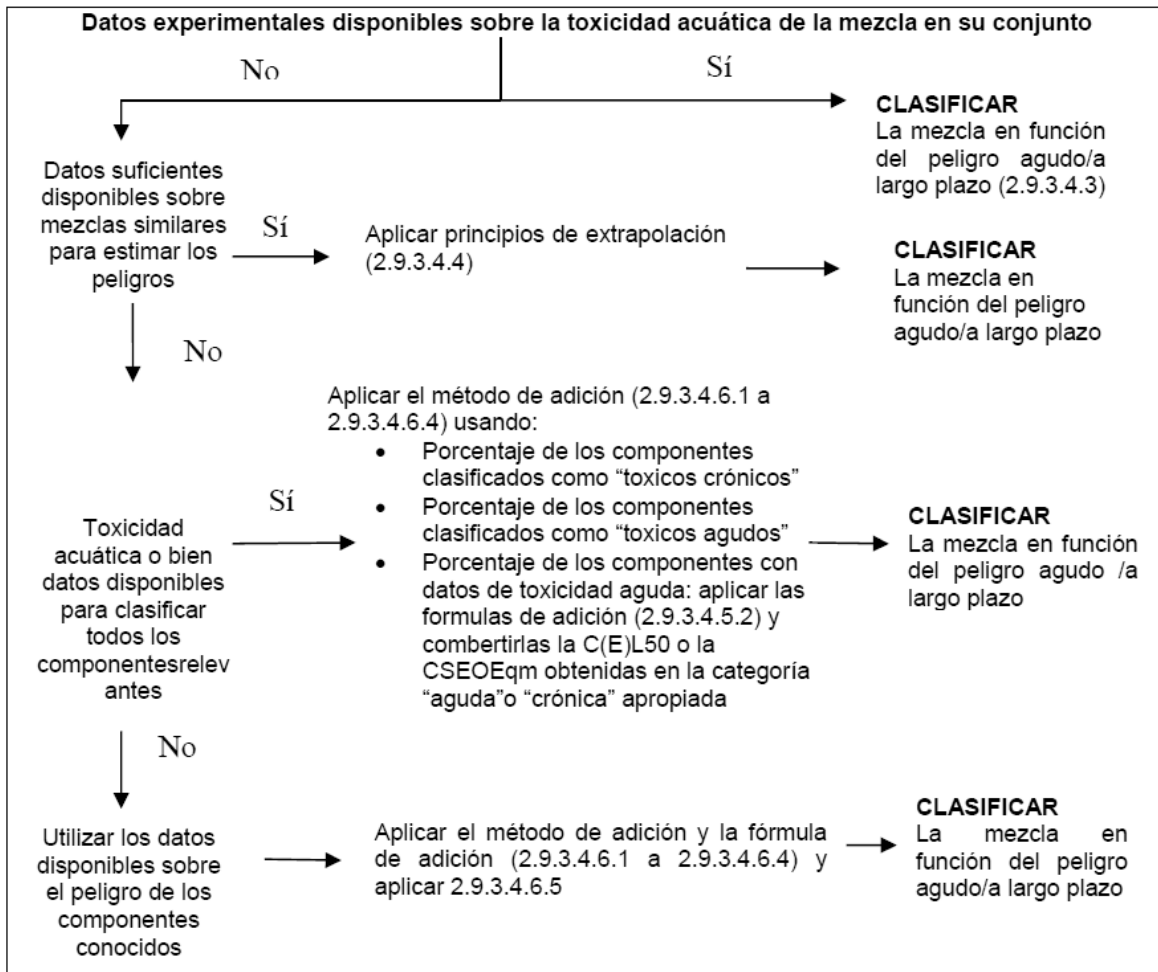 Datos experimentales disponibles sobre la toxicidad acuática de la mezcla en su conjunto
No
Sí
CLASIFICAR
La mezcla en función
del peligro agudo/a
largo plazo (2.9.3.4.3)
Datos suficientes
disponibles sobre
mezclas similares
para estimar los
peligros
Sí
Aplicar principios de extrapolación
(2.9.3.4.4)
CLASIFICAR
La mezcla en
función del peligro
agudo/a largo plazo
No
Aplicar el método de adición (2.9.3.4.6.1 a
2.9.3.4.6.4) usando:
• Porcentaje de los componentes
clasificados como “toxicos crónicos”
• Porcentaje de los componentes
clasificados como “toxicos agudos”
• Porcentaje de los componentes con
datos de toxicidad aguda: aplicar las
formulas de adición (2.9.3.4.5.2) y
combertirlas la C(E)L50 o la
CSEOEqm obtenidas en la categoría
“aguda”o “crónica” apropiada
Sí
Toxicidad
acuática o bien
datos disponibles
para clasificar
todos los
componentesrelev
antes
CLASIFICAR
La mezcla en función
del peligro agudo /a
largo plazo
No
Utilizar los datos
disponibles sobre
el peligro de los
componentes
conocidos
Aplicar el método de adición y la fórmula
de adición (2.9.3.4.6.1 a 2.9.3.4.6.4) y
aplicar 2.9.3.4.6.5
CLASIFICAR
La mezcla en
función del peligro
agudo/a largo plazo